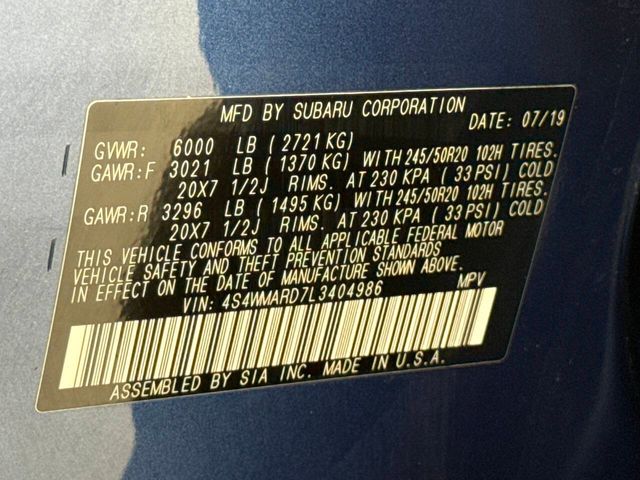 MFD BY SUBARU CORPORATION DATE: 07/19
GVWR: 6000 LB ( 2721 KG)
GAWR:F 3021 LB ( 1370 KG) WITH 245/50R20 102H TIRES.
20X7 1/2J RIMS. AT 230 KPA ( 33 PSI) COLD
GAWR:R 3296 LB ( 1495 KG) WITH 245/50R20 102H TIRES.
20X7 1/2J RIMS. AT 230 KPA ( 33 PSI) COLD
THIS VEHICLE CONFORMS TO ALL APPLICABLE FEDERAL MOTOR
VEHICLE SAFETY AND THEFT PREVENTION STANDARDS
IN EFFECT ON THE DATE OF MANUFACTURE SHOWN ABOVE.
VIN: 4S4WMARD7L3404986 MPV
ASSEMBLED BY SIA INC. MADE IN U.S.A.